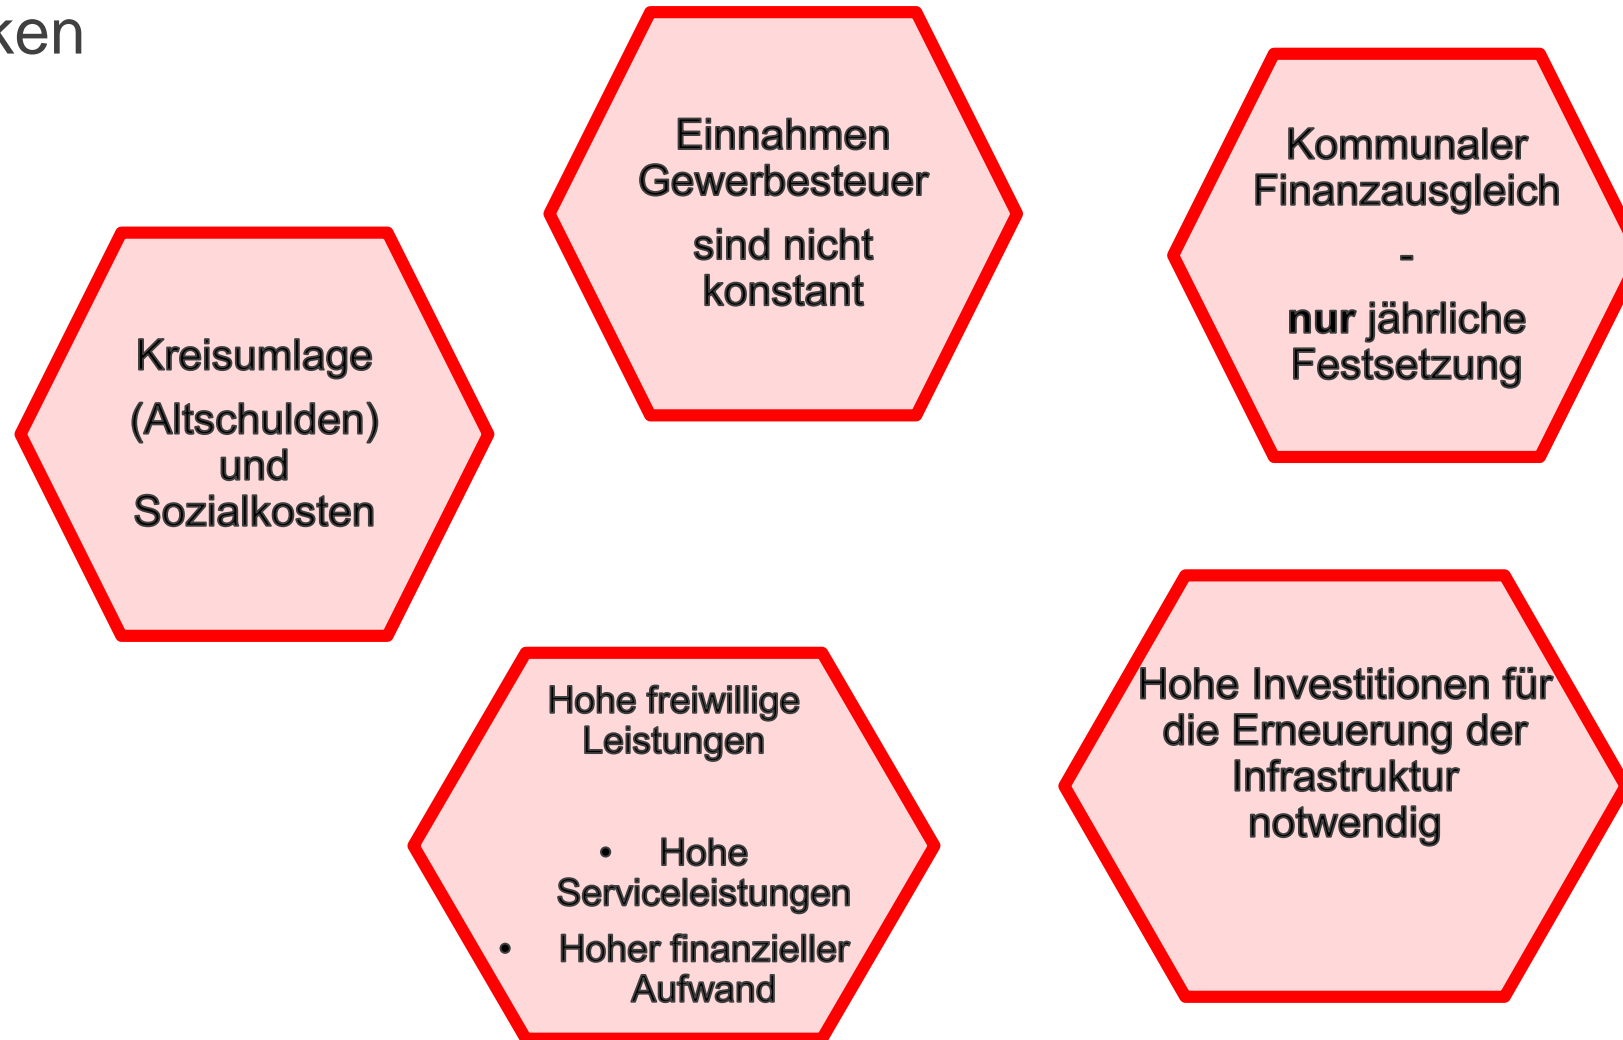 ken
Einnahmen
Gewerbesteuer
sind nicht
konstant
Kommunaler
Finanzausgleich
-
nur jährliche
Festsetzung
Kreisumlage
(Altschulden)
und
Sozialkosten
Hohe freiwillige
Leistungen
• Hohe
Serviceleistungen
• Hoher finanzieller
Aufwand
Hohe Investitionen für
die Erneuerung der
Infrastruktur
notwendig